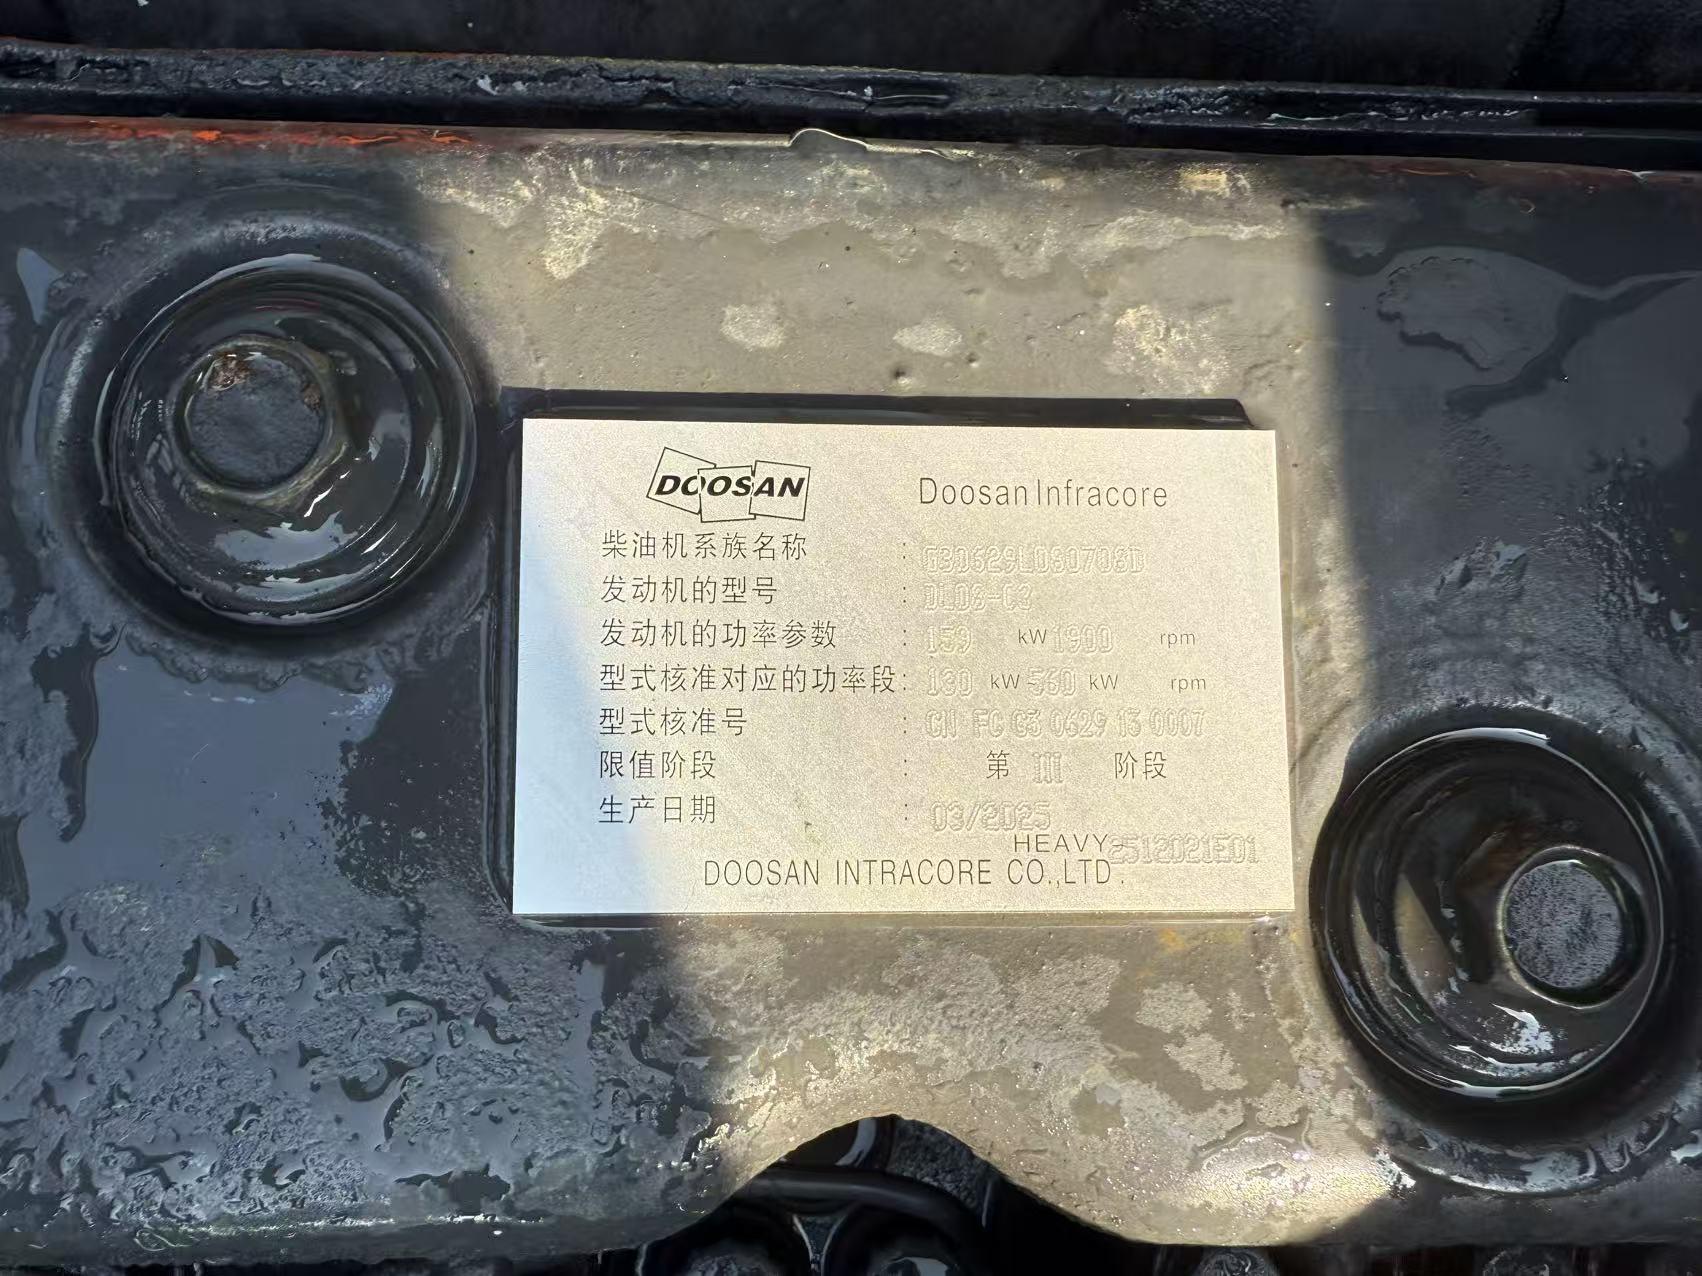 DOOSAN Doosan Infracore
柴油机系族名称 : G30629L080708D
发动机的型号 : DL08-C3
发动机的功率参数 : 159 kW 1900 rpm
型式核准对应的功率段 : 130 kW 560 kW rpm
型式核准号 : CN FC G3 0629 13 0007
限值阶段 : 第 III 阶段
生产日期 : 03/2025
HEAVY 2512021E01
DOOSAN INTRACORE CO.,LTD.